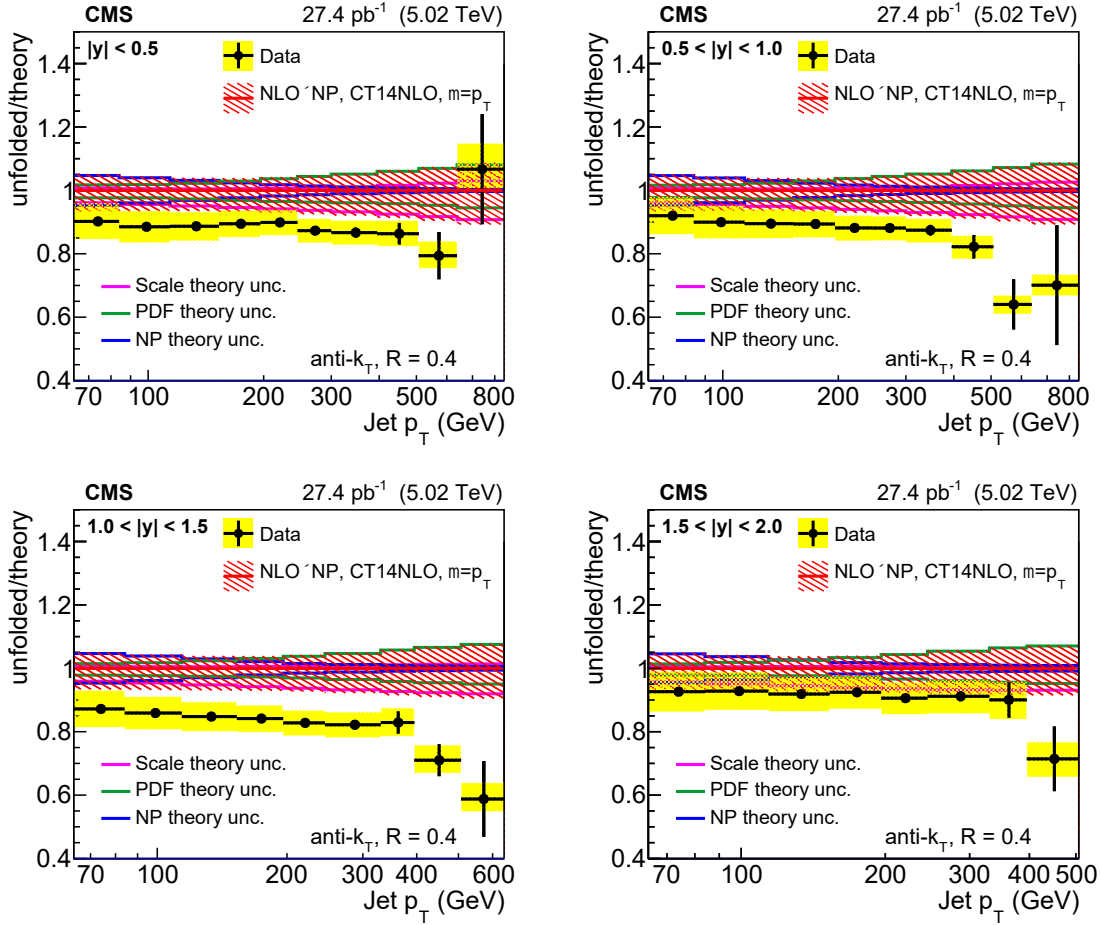 CMS 27.4 pb-1 (5.02 TeV)
|y| < 0.5
Data
NLO ´NP, CT14NLO, m=pT
unfolded/theory
1.4
1.2
1
0.8
0.6
0.4
Scale theory unc.
PDF theory unc.
NP theory unc.
anti-kT, R = 0.4
70 100 200 300 400 500 800
Jet pT (GeV)
CMS 27.4 pb-1 (5.02 TeV)
0.5 < |y| < 1.0
Data
NLO ´NP, CT14NLO, m=pT
unfolded/theory
1.4
1.2
1
0.8
0.6
0.4
Scale theory unc.
PDF theory unc.
NP theory unc.
anti-kT, R = 0.4
70 100 200 300 500 800
Jet pT (GeV)
CMS 27.4 pb-1 (5.02 TeV)
1.0 < |y| < 1.5
Data
NLO ´NP, CT14NLO, m=pT
unfolded/theory
1.4
1.2
1
0.8
0.6
0.4
Scale theory unc.
PDF theory unc.
NP theory unc.
anti-kT, R = 0.4
70 100 200 300 400 500 600
Jet pT (GeV)
CMS 27.4 pb-1 (5.02 TeV)
1.5 < |y| < 2.0
Data
NLO ´NP, CT14NLO, m=pT
unfolded/theory
1.4
1.2
1
0.8
0.6
0.4
Scale theory unc.
PDF theory unc.
NP theory unc.
anti-kT, R = 0.4
70 100 200 300 400 500
Jet pT (GeV)